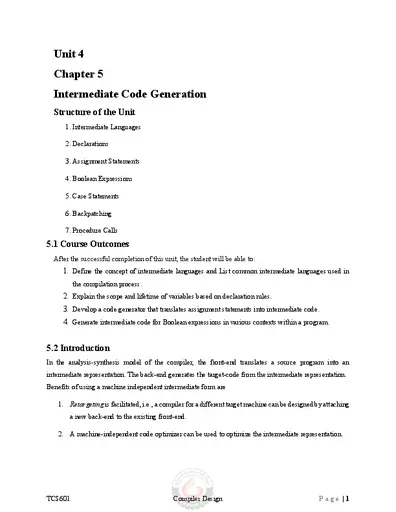 Unit 4
Chapter 5
Intermediate Code Generation
Structure of the Unit
1. Intermediate Languages
2. Declarations
3. Assignment Statements
4. Boolean Expressions
5. Case Statements
6. Backpatching
7. Procedure Calls
5.1 Course Outcomes
After the successful completion of this unit, the student will be able to:
1. Define the concept of intermediate languages and List common intermediate languages used in
the compilation process.
2. Explain the scope and lifetime of variables based on declaration rules.
3. Develop a code generator that translates assignment statements into intermediate code.
4. Generate intermediate code for Boolean expressions in various contexts within a program.
5.2 Introduction
In the analysis-synthesis model of the compiler, the front-end translates a source program into an
intermediate representation. The back-end generates the target-code from the intermediate representation.
Benefits of using a machine independent intermediate form are
1. Retargeting is facilitated, i.e., a compiler for a different target machine can be designed by attaching
a new back-end to the existing front-end.
2. A machine-independent code optimizer can be used to optimize the intermediate representation.
TCS601 Compiler Design Page | 1